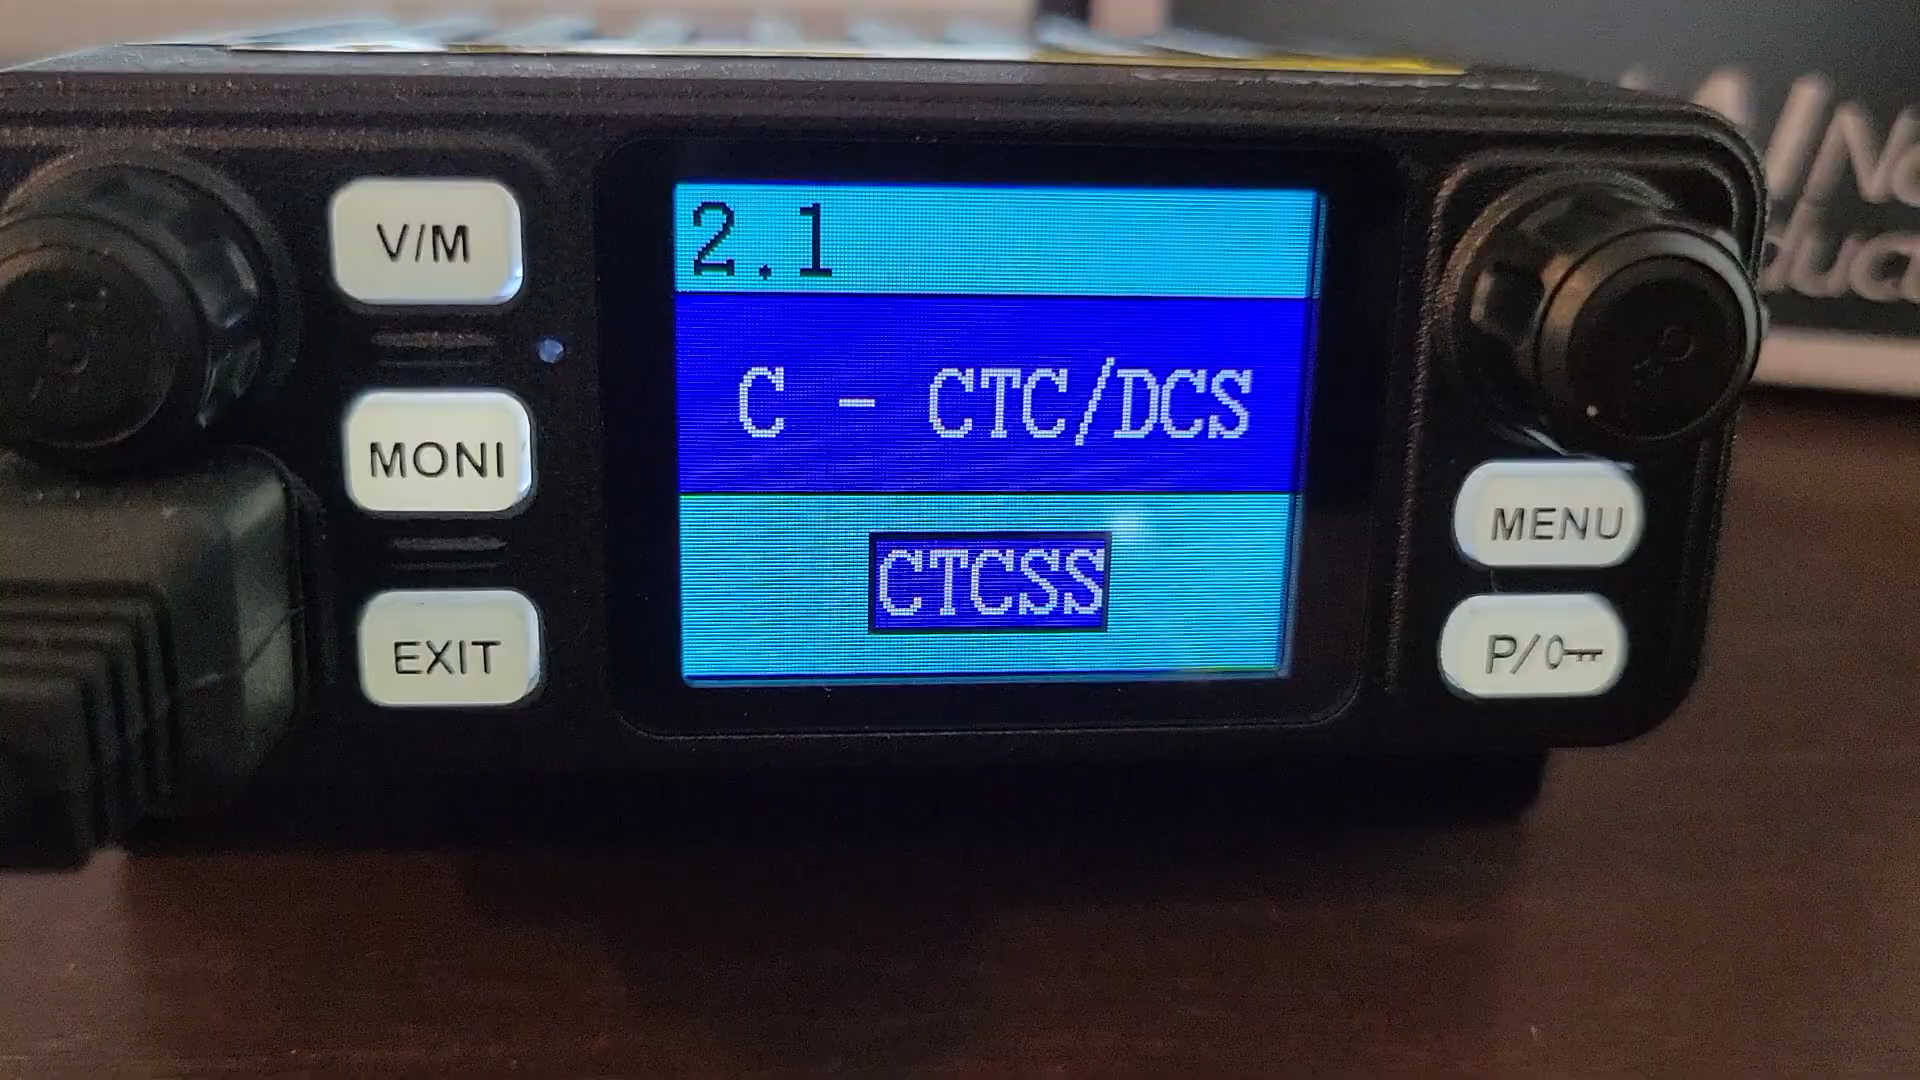 V/M
MONI
EXIT
2.1
C - CTC/DCS
CTCSS
MENU
P/